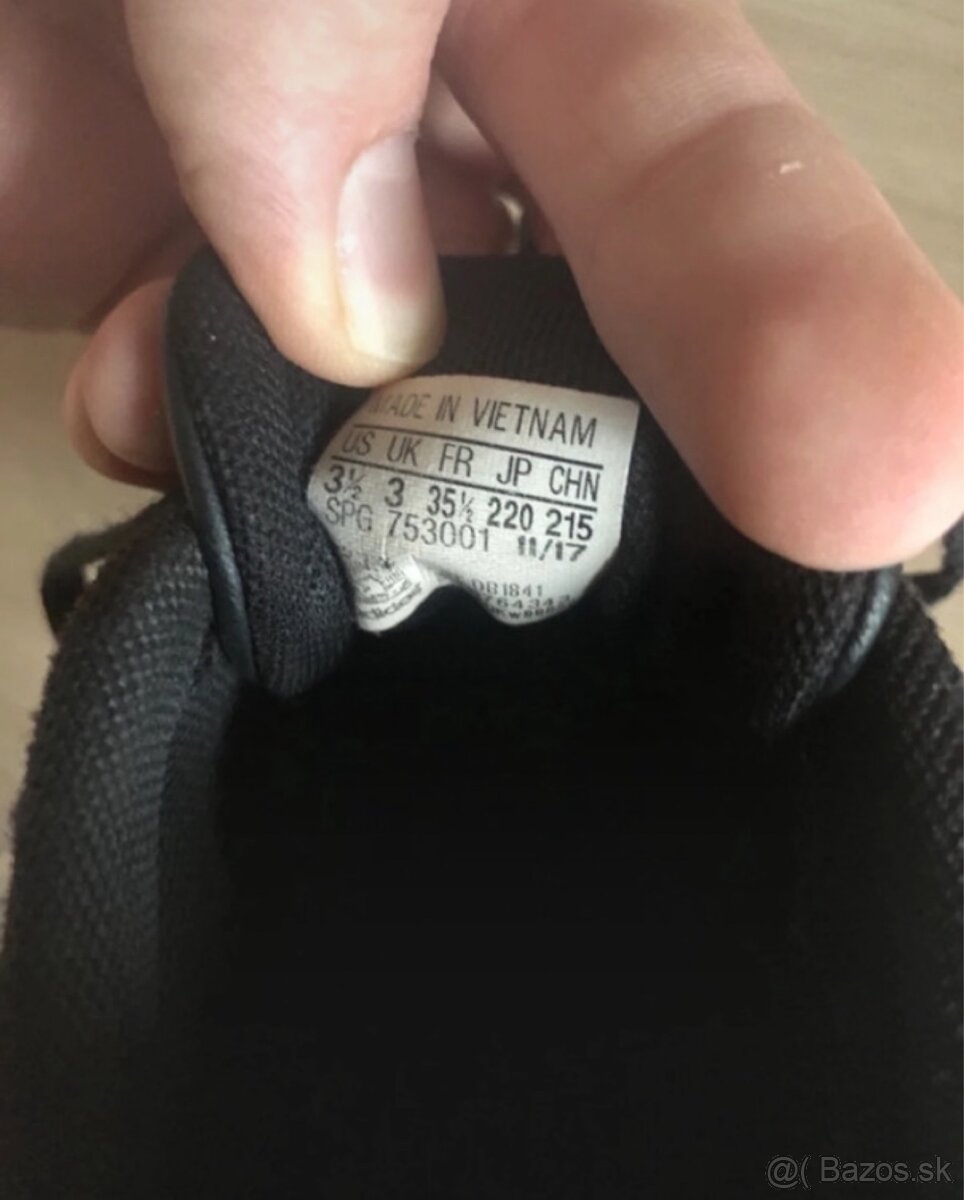 MADE IN VIETNAM
US UK FR JP CHN
3½ 3 35½ 220 215
SPG 753001 11/17
DB1841
@( Bazos.sk